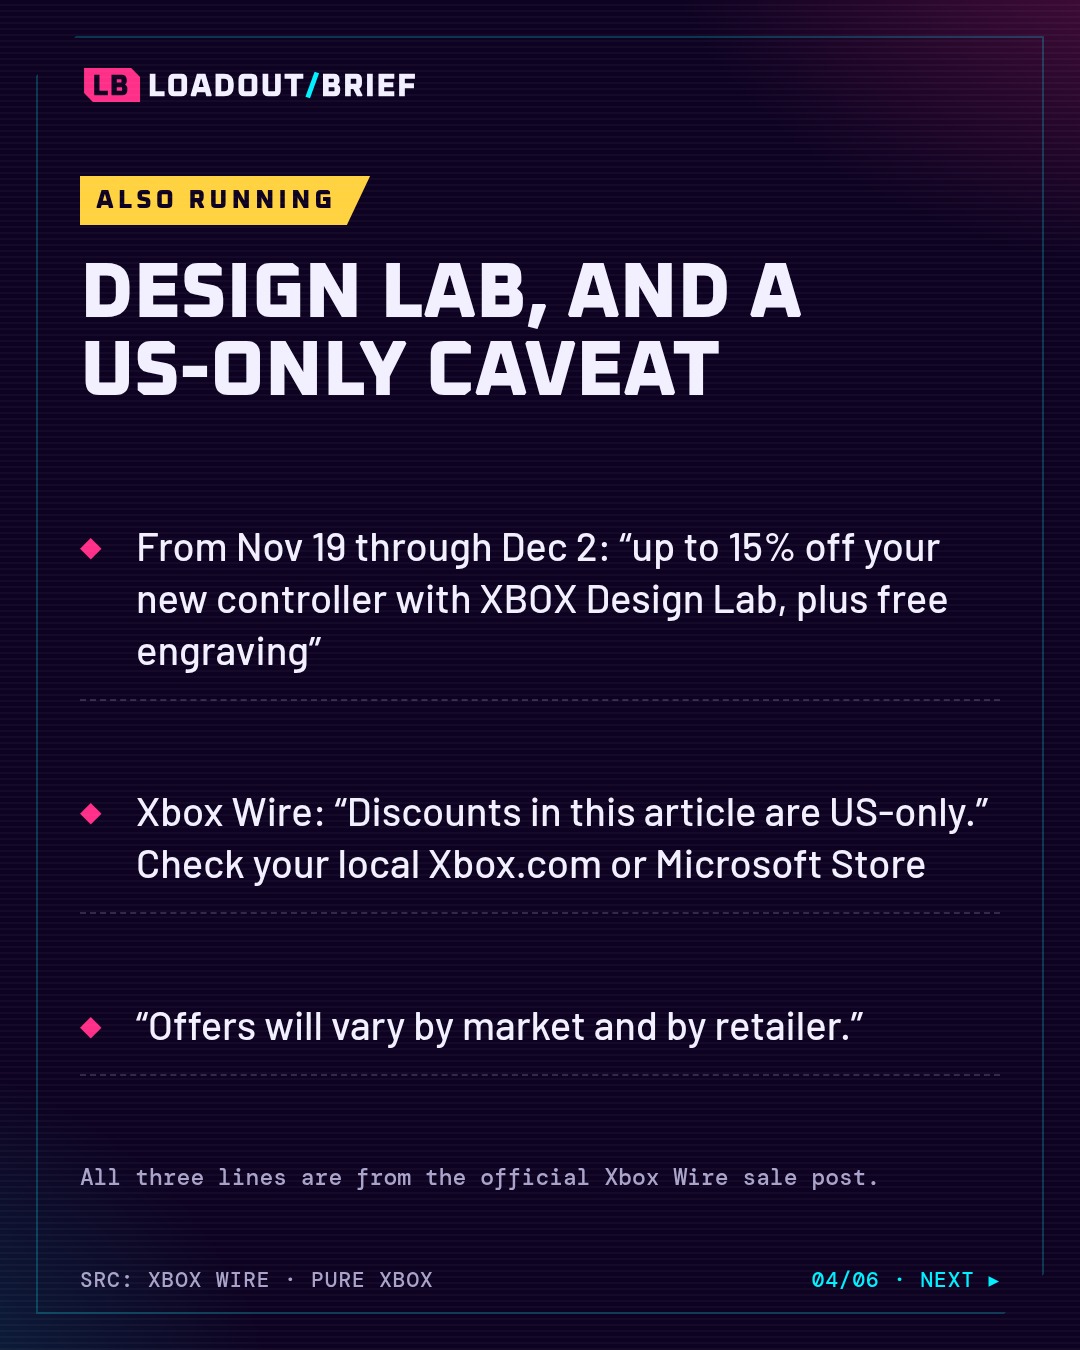 LB LOADOUT/BRIEF
ALSO RUNNING
DESIGN LAB, AND A
US-ONLY CAVEAT
◆ From Nov 19 through Dec 2: “up to 15% off your
new controller with XBOX Design Lab, plus free
engraving”
◆ Xbox Wire: “Discounts in this article are US-only.”
Check your local Xbox.com or Microsoft Store
◆ “Offers will vary by market and by retailer.”
All three lines are from the official Xbox Wire sale post.
SRC: XBOX WIRE · PURE XBOX
04/06 · NEXT ▸